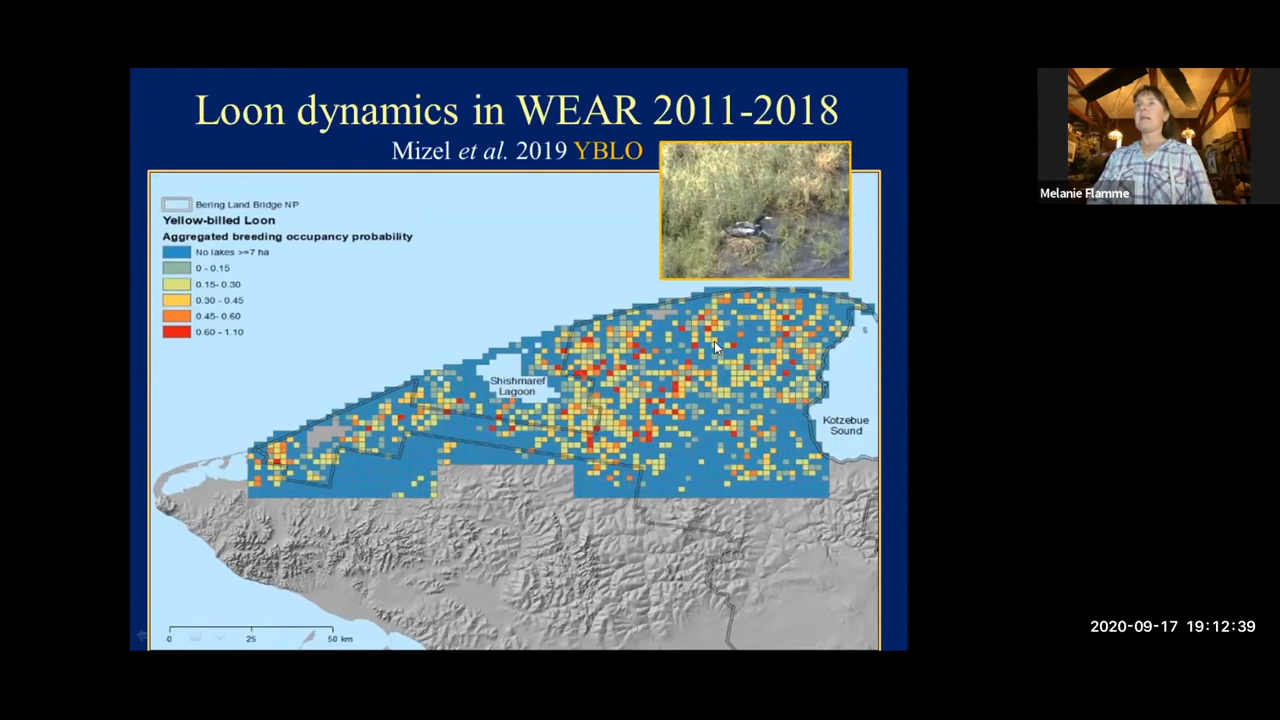 Loon dynamics in WEAR 2011-2018
Mizel et al. 2019 YBLO
Bering Land Bridge NP
Yellow-billed Loon
Aggregated breeding occupancy probability
No lakes >=7 ha
0 - 0.15
0.15- 0.30
0.30 - 0.45
0.45- 0.60
0.60 - 1.10
Shishmaref
Lagoon
Kotzebue
Sound
0 25 50 km
Melanie Flamme
2020-09-17 19:12:39